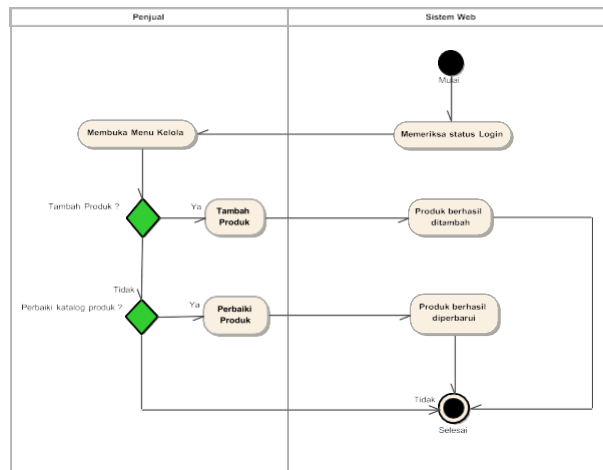 Penjual
Sistem Web
Mulai
Membuka Menu Kelola
Memeriksa status Login
Tambah Produk ?
Ya
Tambah
Produk
Produk berhasil
ditambah
Tidak
Perbaiki katalog produk ?
Ya
Perbaiki
Produk
Produk berhasil
diperbarui
Tidak
Selesai